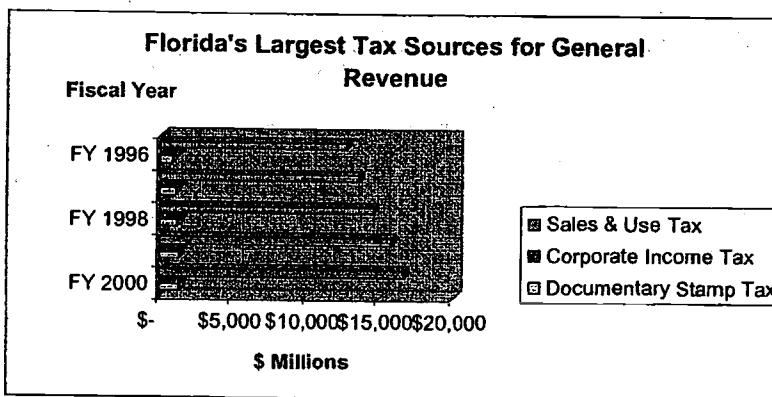 Florida's Largest Tax Sources for General
Revenue
Fiscal Year
FY 1996
FY 1998
FY 2000
$- $5,000 $10,000 $15,000 $20,000
$ Millions
Sales & Use Tax
Corporate Income Tax
Documentary Stamp Tax